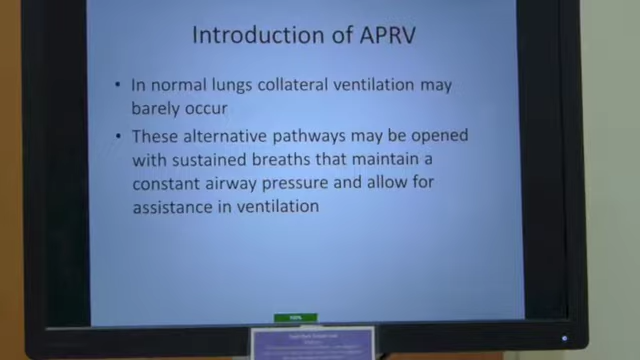 Introduction of APRV
• In normal lungs collateral ventilation may
barely occur
• These alternative pathways may be opened
with sustained breaths that maintain a
constant airway pressure and allow for
assistance in ventilation
100%